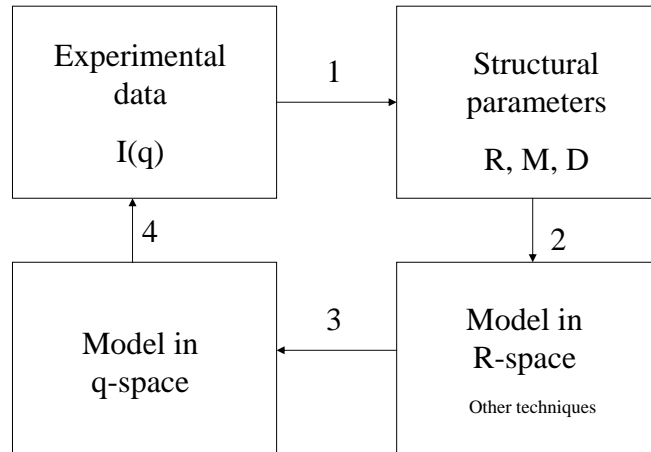 Experimental
data
I(q)
1
Structural
parameters
R, M, D
4
2
Model in
q-space
3
Model in
R-space
Other techniques